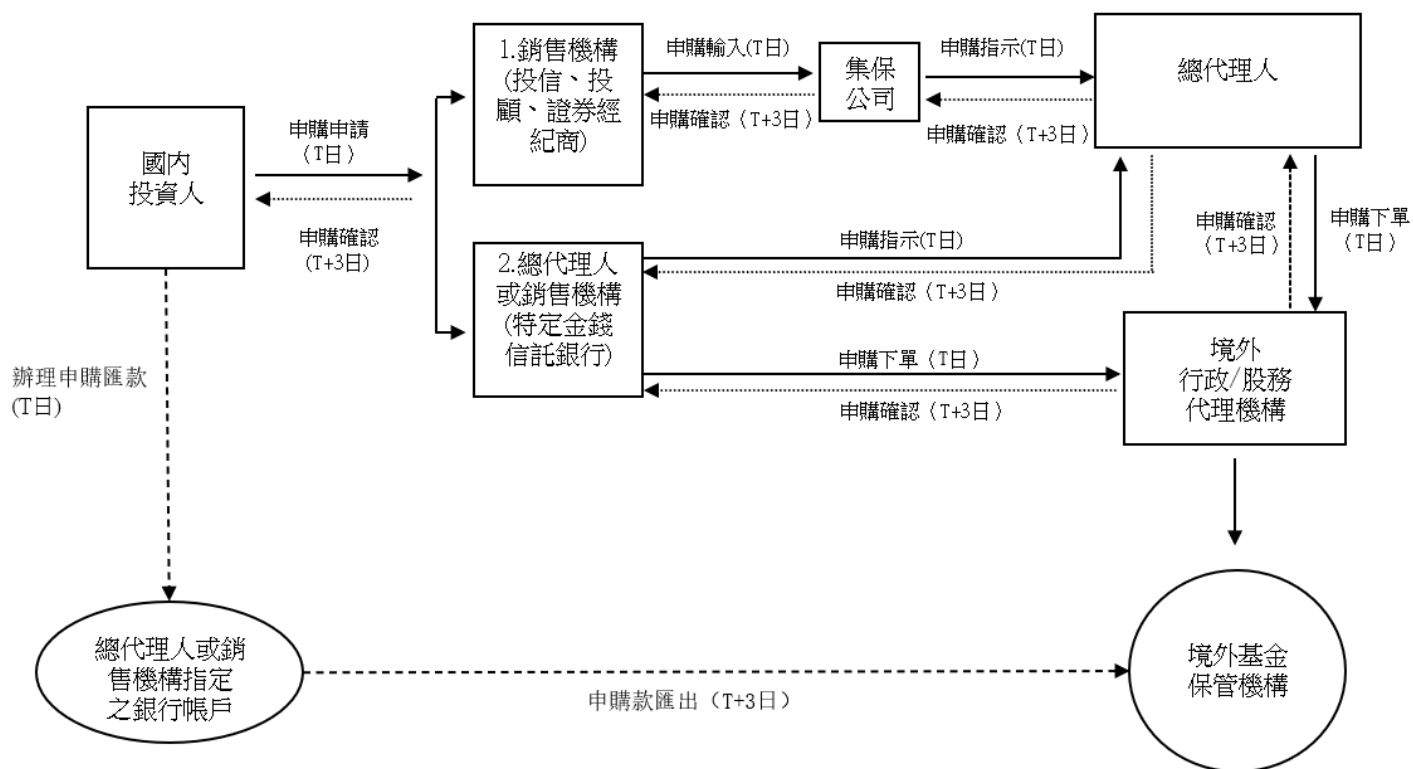 1.銷售機構
(投信、投
顧、證券經
紀商)
申購輸入(T日)
申購確認（T+3日）
集保
公司
申購指示(T日)
申購確認（T+3日）
總代理人
國內
投資人
申購申請
（T日）
申購確認
(T+3日)
申購確認
（T+3日）
申購下單
（T日）
2.總代理人
或銷售機構
(特定金錢
信託銀行)
申購指示(T日)
申購確認（T+3日）
申購下單（T日）
申購確認（T+3日）
境外
行政/股務
代理機構
辦理申購匯款
(T日)
總代理人或銷
售機構指定
之銀行帳戶
申購款匯出（T+3日）
境外基金
保管機構